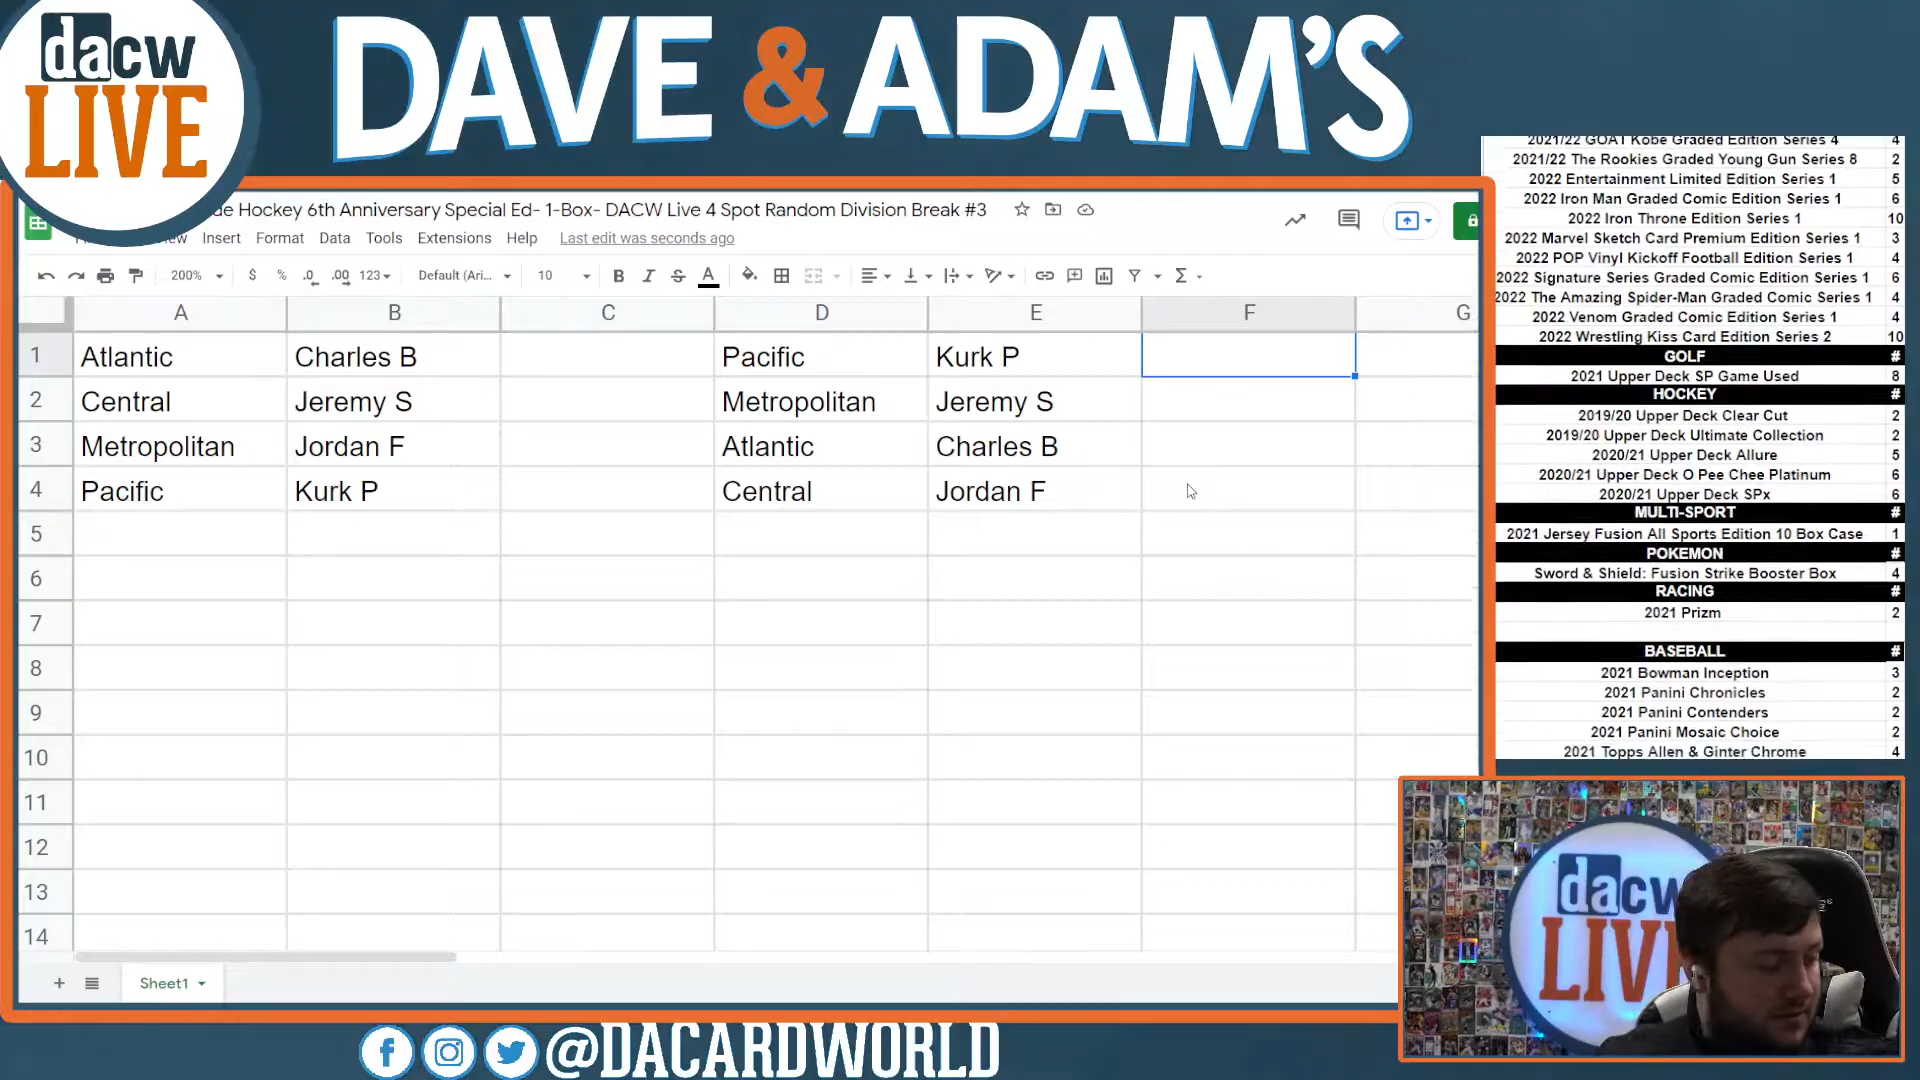 dacw
LIVE
DAVE & ADAM'S
de Hockey 6th Anniversary Special Ed- 1-Box- DACW Live 4 Spot Random Division Break #3
Insert Format Data Tools Extensions Help Last edit was seconds ago
200% $ % .0 .00 123 Default (Ari... 10 B I S A
A B C D E F G
1 Atlantic Charles B Pacific Kurk P
2 Central Jeremy S Metropolitan Jeremy S
3 Metropolitan Jordan F Atlantic Charles B
4 Pacific Kurk P Central Jordan F
5
6
7
8
9
10
11
12
13
14
Sheet1
2021/22 GOAT Kobe Graded Edition Series 4 4
2021/22 The Rookies Graded Young Gun Series 8 2
2022 Entertainment Limited Edition Series 1 5
2022 Iron Man Graded Comic Edition Series 1 6
2022 Iron Throne Edition Series 1 10
2022 Marvel Sketch Card Premium Edition Series 1 3
2022 POP Vinyl Kickoff Football Edition Series 1 4
2022 Signature Series Graded Comic Edition Series 1 6
2022 The Amazing Spider-Man Graded Comic Series 1 4
2022 Venom Graded Comic Edition Series 1 4
2022 Wrestling Kiss Card Edition Series 2 10
GOLF #
2021 Upper Deck SP Game Used 8
HOCKEY #
2019/20 Upper Deck Clear Cut 2
2019/20 Upper Deck Ultimate Collection 2
2020/21 Upper Deck Allure 5
2020/21 Upper Deck O Pee Chee Platinum 6
2020/21 Upper Deck SPx 6
MULTI-SPORT #
2021 Jersey Fusion All Sports Edition 10 Box Case 1
POKEMON #
Sword & Shield: Fusion Strike Booster Box 4
RACING #
2021 Prizm 2
BASEBALL #
2021 Bowman Inception 3
2021 Panini Chronicles 2
2021 Panini Contenders 2
2021 Panini Mosaic Choice 2
2021 Topps Allen & Ginter Chrome 4
dacw
LIV
@DACARDWORLD